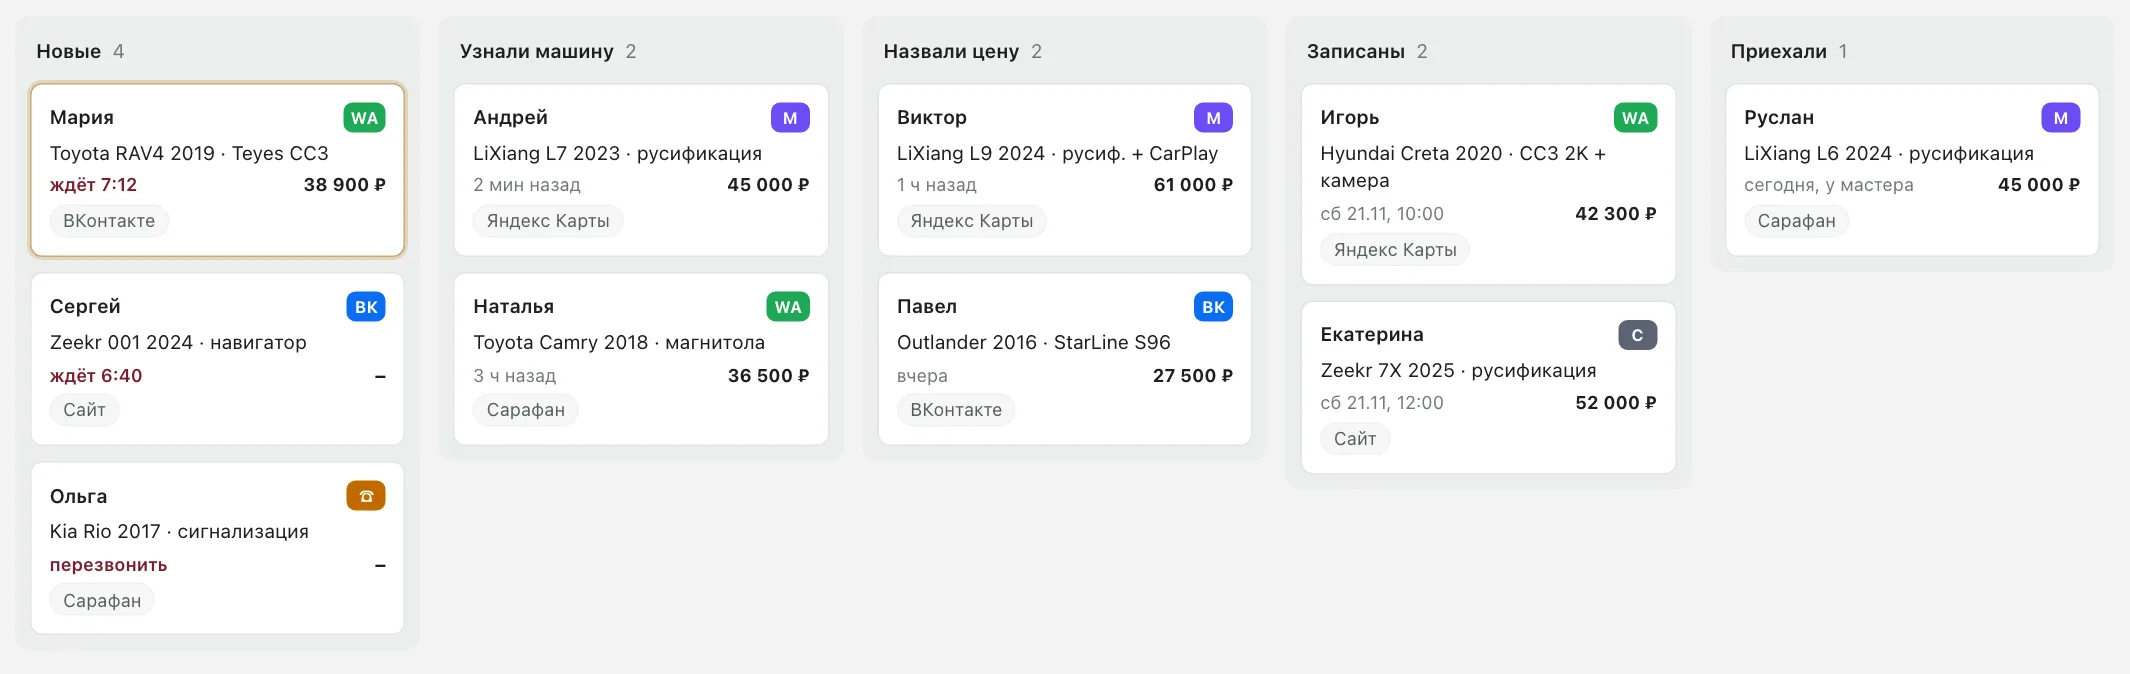 Новые 4
Мария WA
Toyota RAV4 2019 · Teyes CC3
ждёт 7:12 38 900 ₽
ВКонтакте
Сергей ВК
Zeekr 001 2024 · навигатор
ждёт 6:40 –
Сайт
Ольга ☎
Kia Rio 2017 · сигнализация
перезвонить –
Сарафан
Узнали машину 2
Андрей M
LiXiang L7 2023 · русификация
2 мин назад 45 000 ₽
Яндекс Карты
Наталья WA
Toyota Camry 2018 · магнитола
3 ч назад 36 500 ₽
Сарафан
Назвали цену 2
Виктор M
LiXiang L9 2024 · русиф. + CarPlay
1 ч назад 61 000 ₽
Яндекс Карты
Павел ВК
Outlander 2016 · StarLine S96
вчера 27 500 ₽
ВКонтакте
Записаны 2
Игорь WA
Hyundai Creta 2020 · CC3 2K +
камера
сб 21.11, 10:00 42 300 ₽
Яндекс Карты
Екатерина С
Zeekr 7X 2025 · русификация
сб 21.11, 12:00 52 000 ₽
Сайт
Приехали 1
Руслан M
LiXiang L6 2024 · русификация
сегодня, у мастера 45 000 ₽
Сарафан